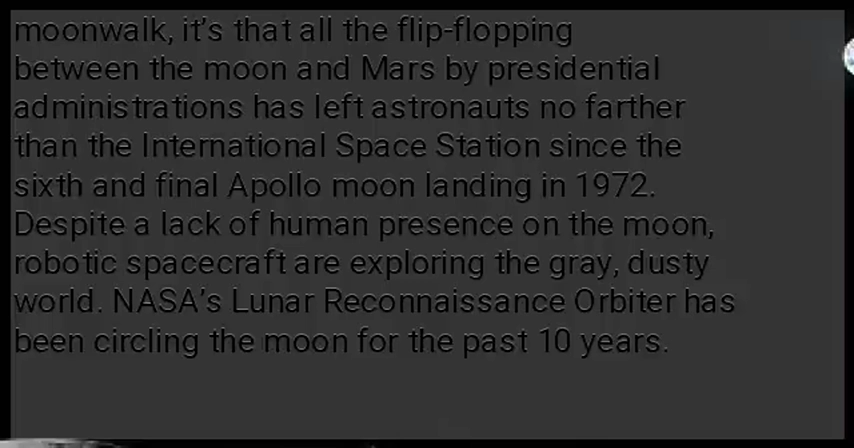 moonwalk, it’s that all the flip-flopping
between the moon and Mars by presidential
administrations has left astronauts no farther
than the International Space Station since the
sixth and final Apollo moon landing in 1972.
Despite a lack of human presence on the moon,
robotic spacecraft are exploring the gray, dusty
world. NASA’s Lunar Reconnaissance Orbiter has
been circling the moon for the past 10 years.